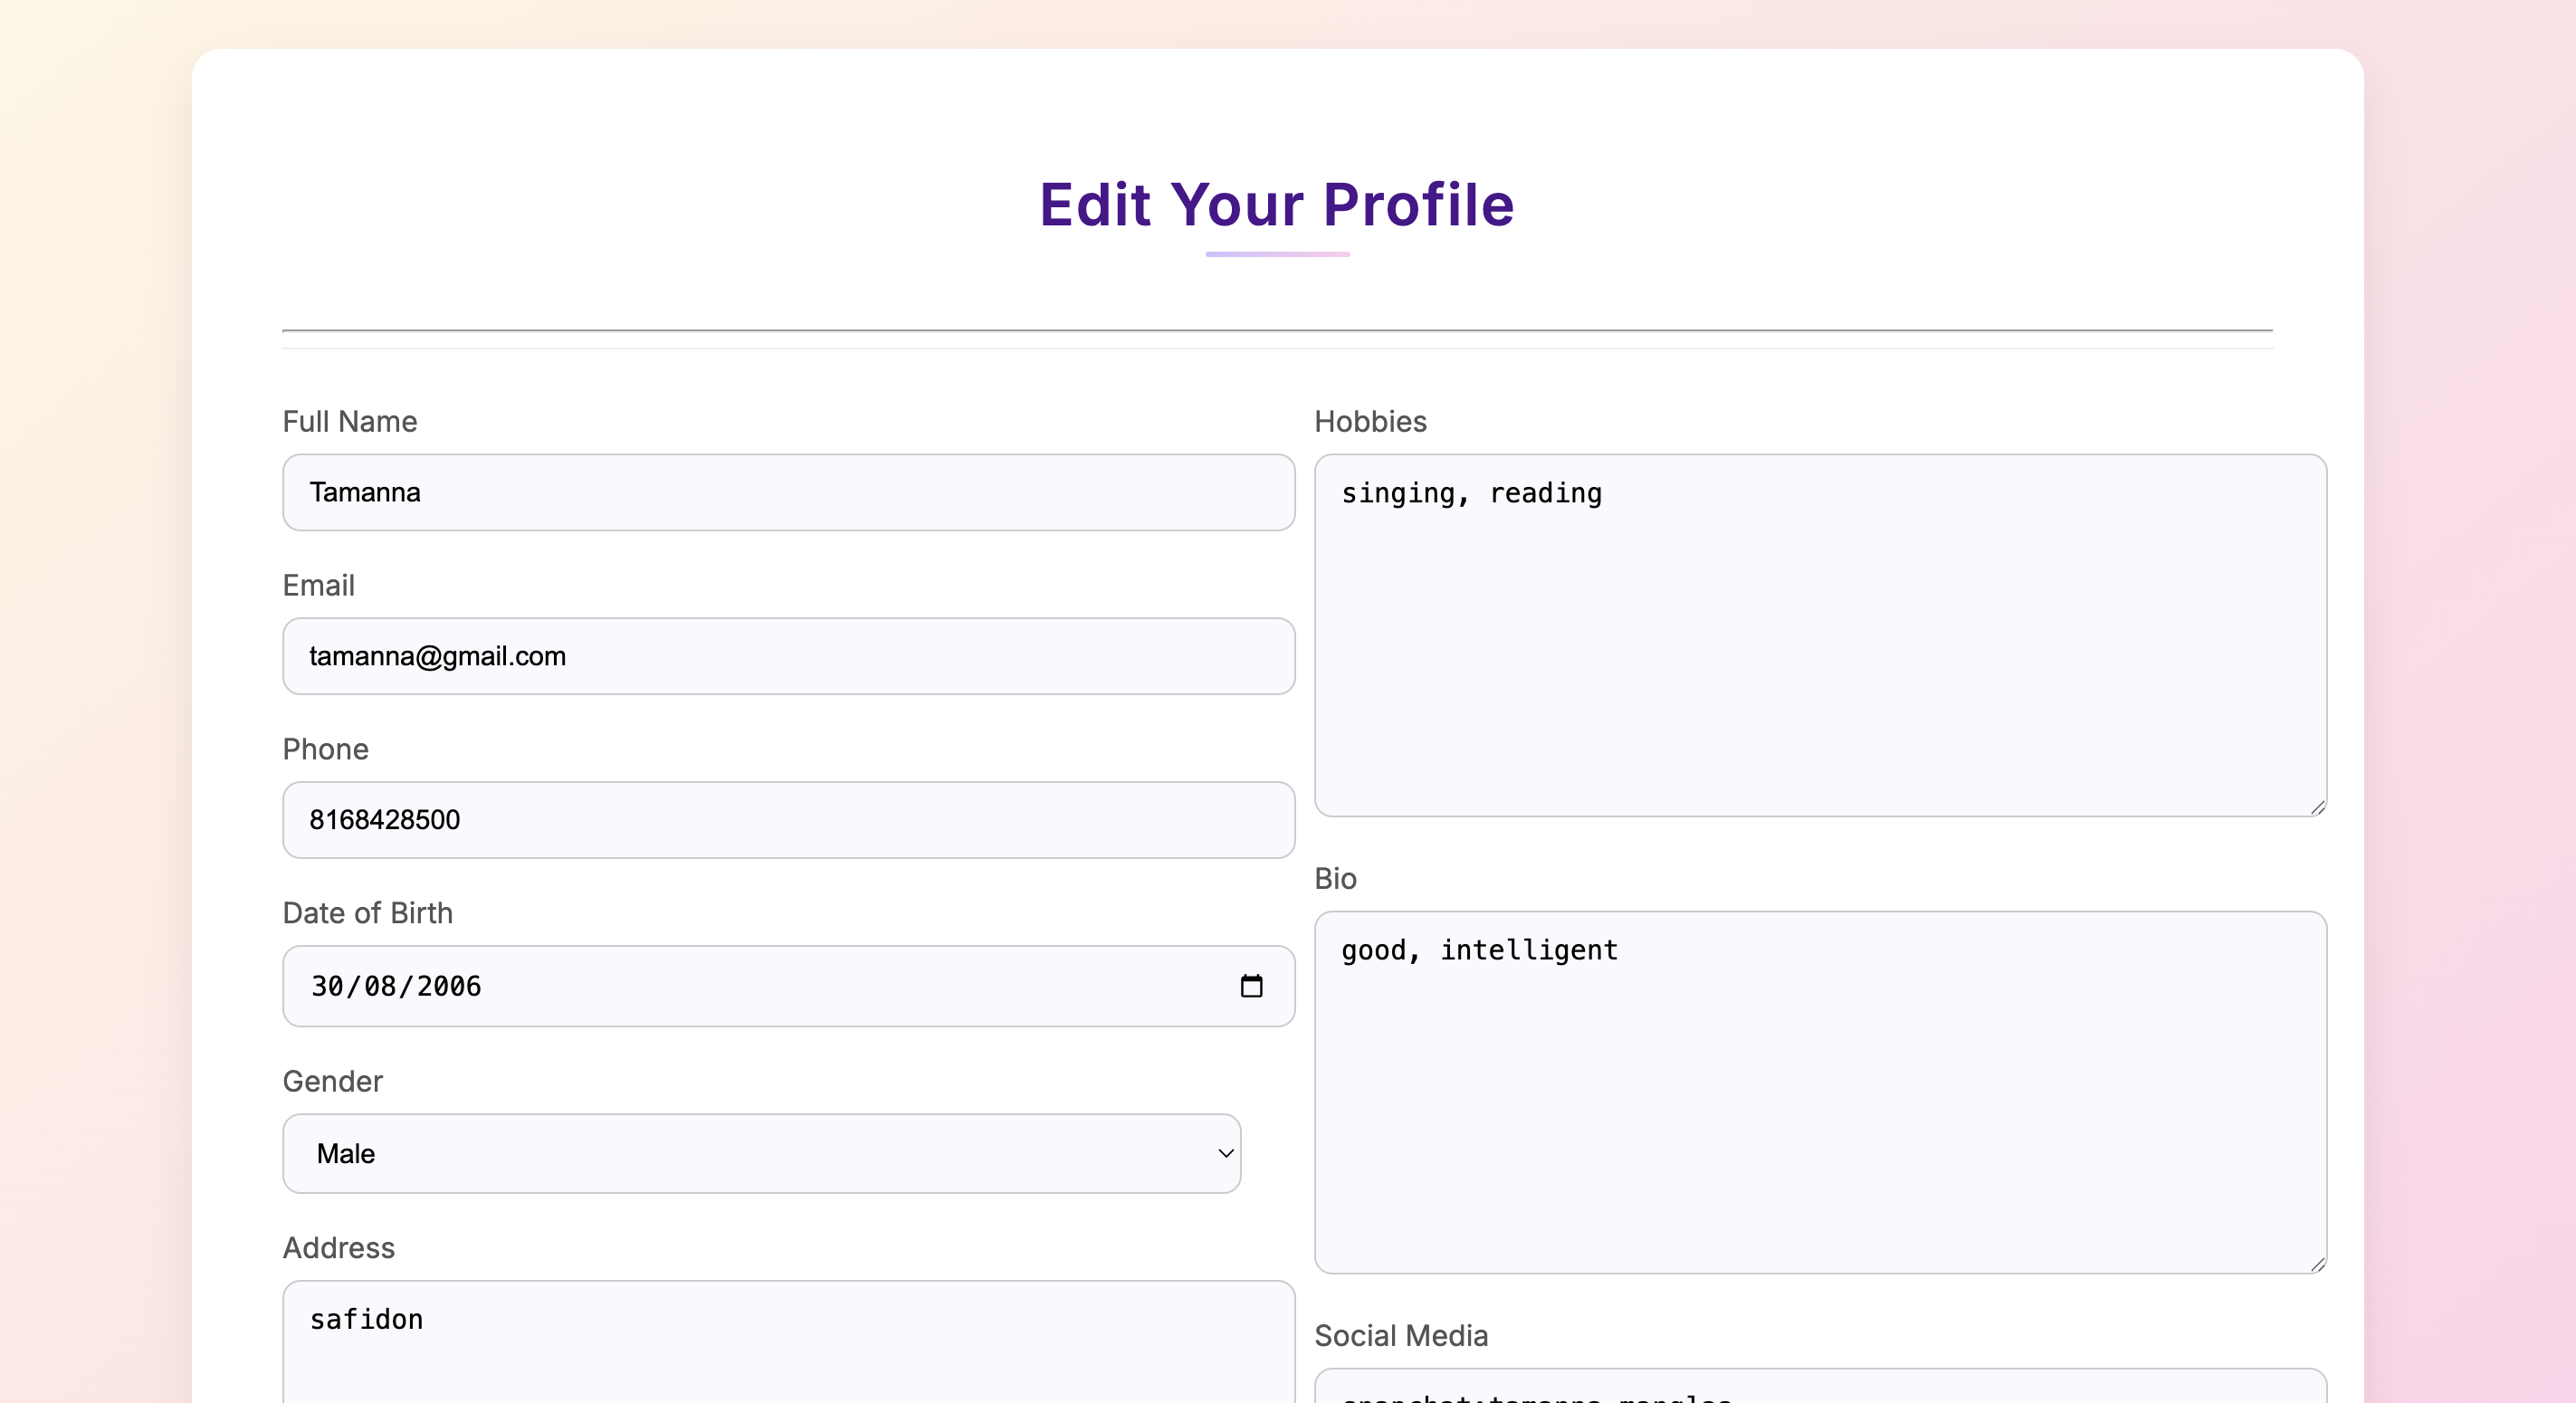 Edit Your Profile
Full Name
Tamanna
Email
tamanna@gmail.com
Phone
8168428500
Date of Birth
30/08/2006
Gender
Male
Address
safidon
Hobbies
singing, reading
Bio
good, intelligent
Social Media